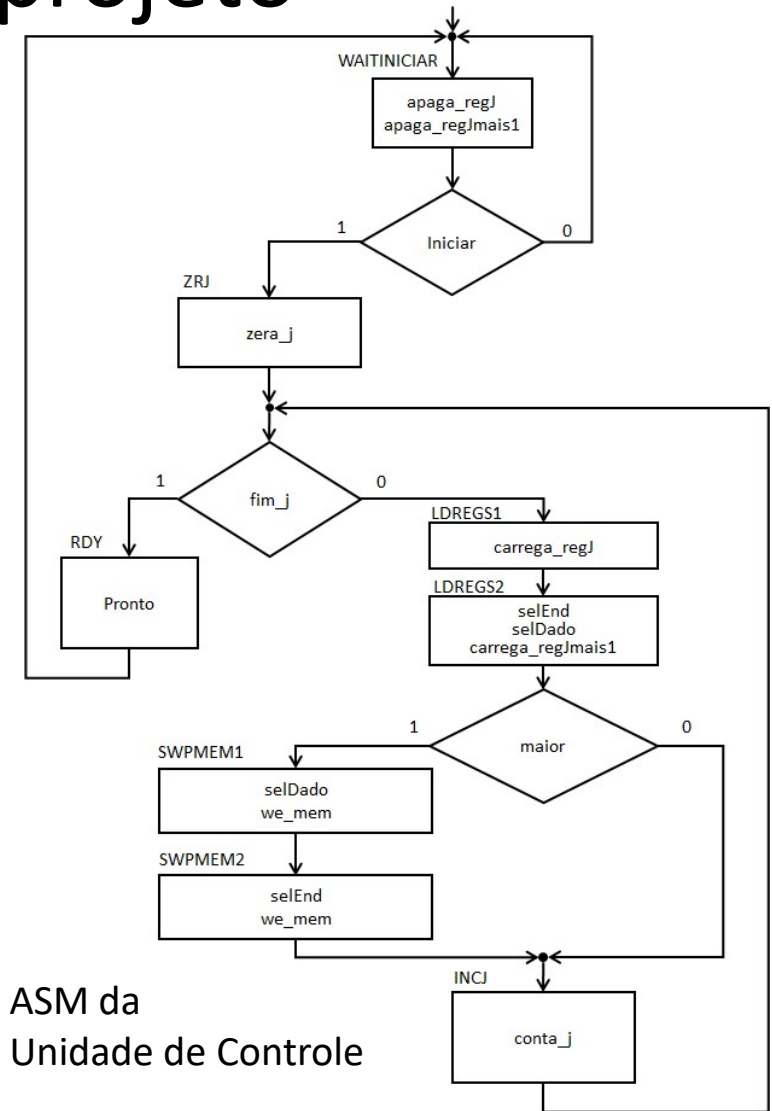 projeto
WAITINICIAR
apaga_regJ
apaga_regJmais1
1
Iniciar
0
ZRJ
zera_j
1
fim_j
0
RDY
Pronto
LDREGS1
carrega_regJ
LDREGS2
selEnd
selDado
carrega_regJmais1
1
maior
0
SWPMEM1
selDado
we_mem
SWPMEM2
selEnd
we_mem
INCJ
conta_j
ASM da
Unidade de Controle